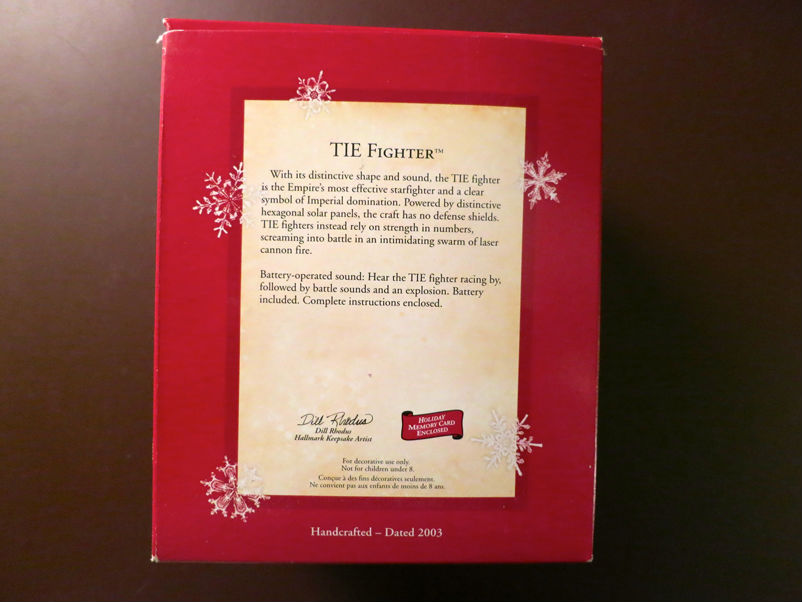 TIE FIGHTER™
With its distinctive shape and sound, the TIE fighter
is the Empire's most effective starfighter and a clear
symbol of Imperial domination. Powered by distinctive
hexagonal solar panels, the craft has no defense shields.
TIE fighters instead rely on strength in numbers,
screaming into battle in an intimidating swarm of laser
cannon fire.
Battery-operated sound: Hear the TIE fighter racing by,
followed by battle sounds and an explosion. Battery
included. Complete instructions enclosed.
Dill Rhodus
Dill Rhodus
Hallmark Keepsake Artist
HOLIDAY
MEMORY CARD
ENCLOSED
For decorative use only.
Not for children under 8.
Conçue à des fins décoratives seulement.
Ne convient pas aux enfants de moins de 8 ans.
Handcrafted – Dated 2003